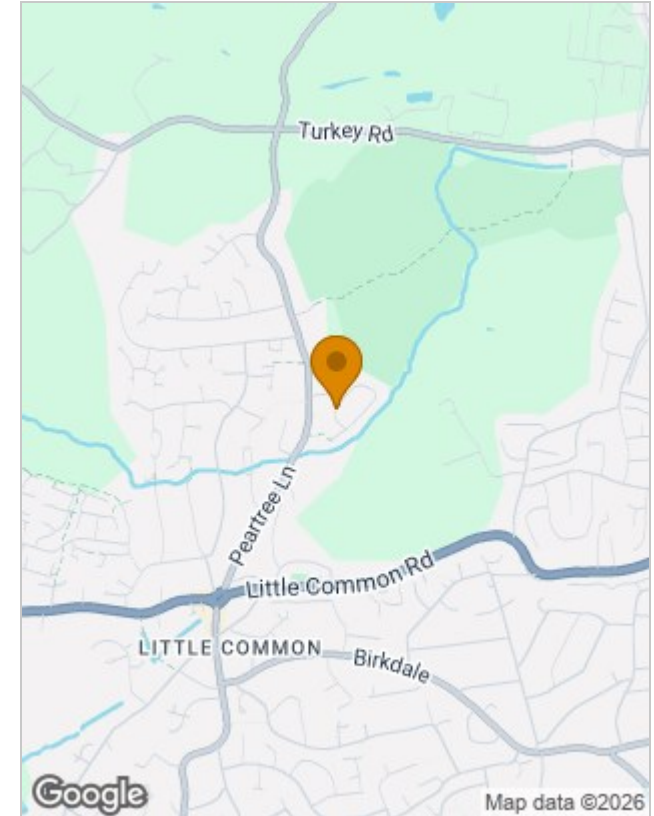 Turkey Rd
Peartree Ln
Little Common Rd
LITTLE COMMON
Birkdale
Google
Map data ©2026